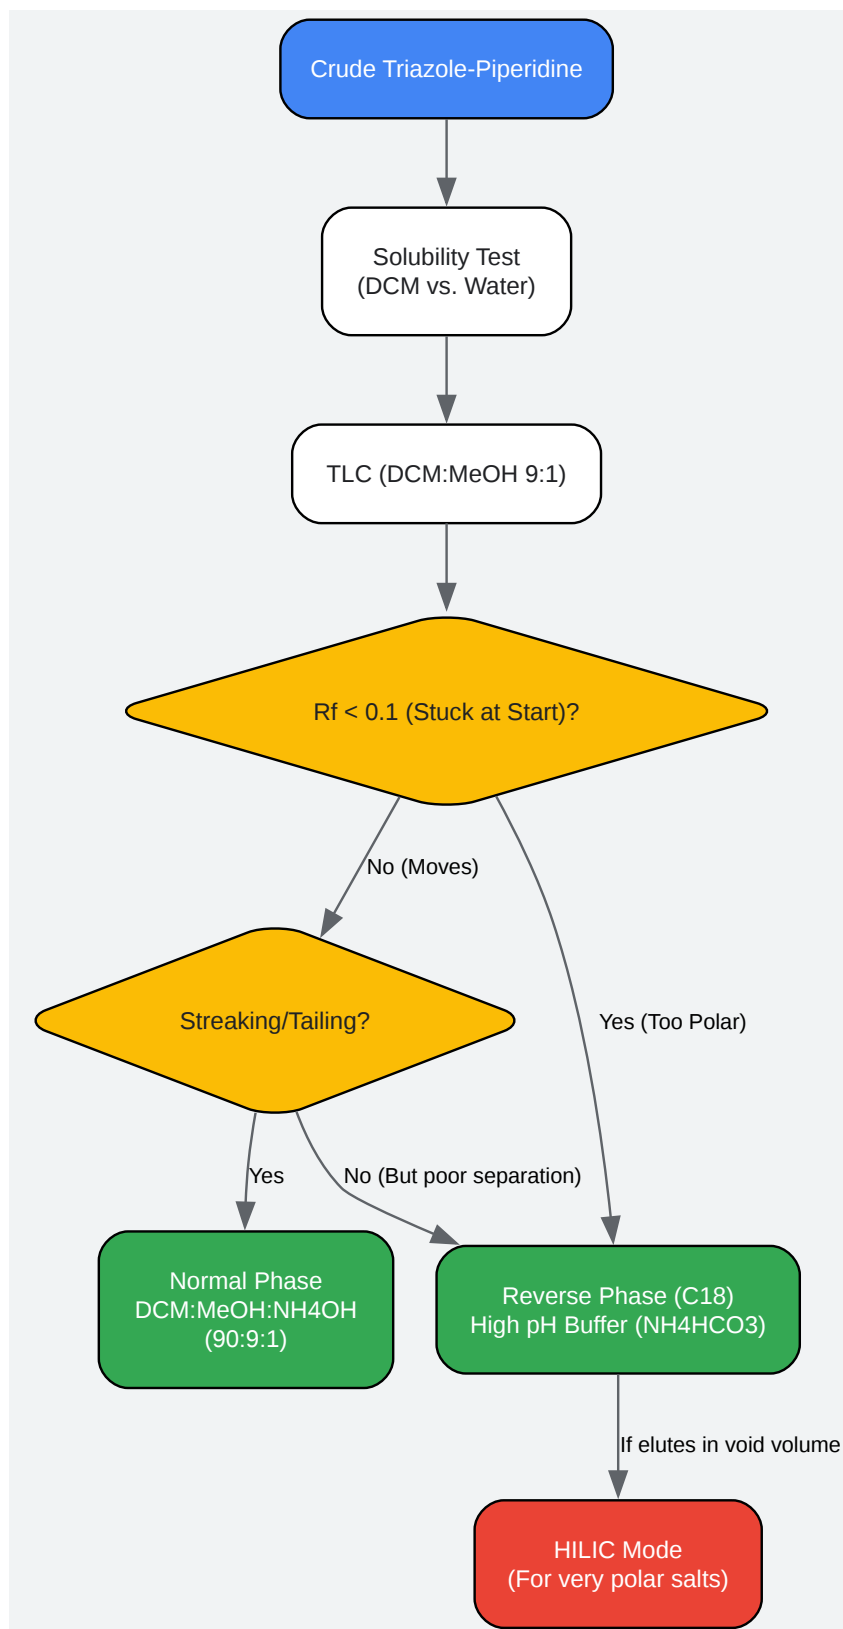 Crude Triazole-Piperidine
Solubility Test
(DCM vs. Water)
TLC (DCM:MeOH 9:1)
Rf < 0.1 (Stuck at Start)?
No (Moves)
Streaking/Tailing?
Yes (Too Polar)
Yes
No (But poor separation)
Normal Phase
DCM:MeOH:NH4OH
(90:9:1)
Reverse Phase (C18)
High pH Buffer (NH4HCO3)
If elutes in void volume
HILIC Mode
(For very polar salts)